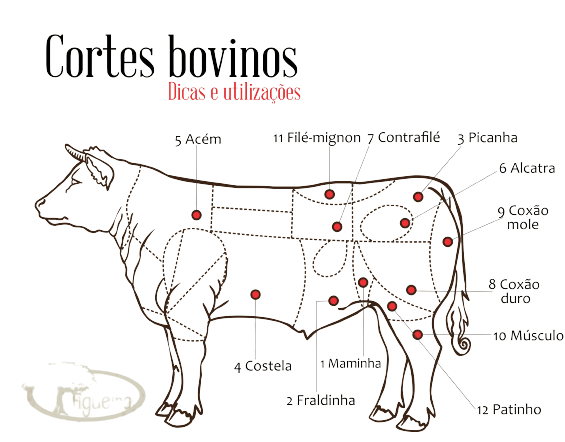 Cortes bovinos
Dicas e utilizações
5 Acém
11 Filé-mignon
7 Contrafilé
3 Picanha
6 Alcatra
9 Coxão
mole
8 Coxão
duro
10 Músculo
4 Costela
1 Maminha
2 Fraldinha
12 Patinho
Figueira